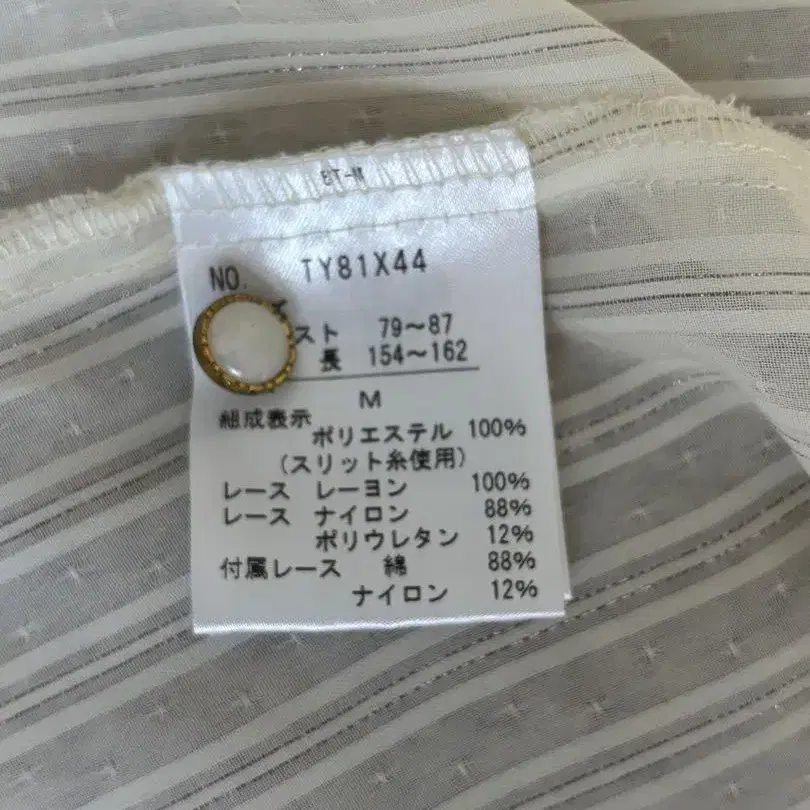 ET-M
NO. TY81X44
スト 79～87
長 154～162
M
組成表示
ポリエステル 100%
(スリット糸使用)
レース レーヨン 100%
レース ナイロン 88%
ポリウレタン 12%
付属レース 綿 88%
ナイロン 12%